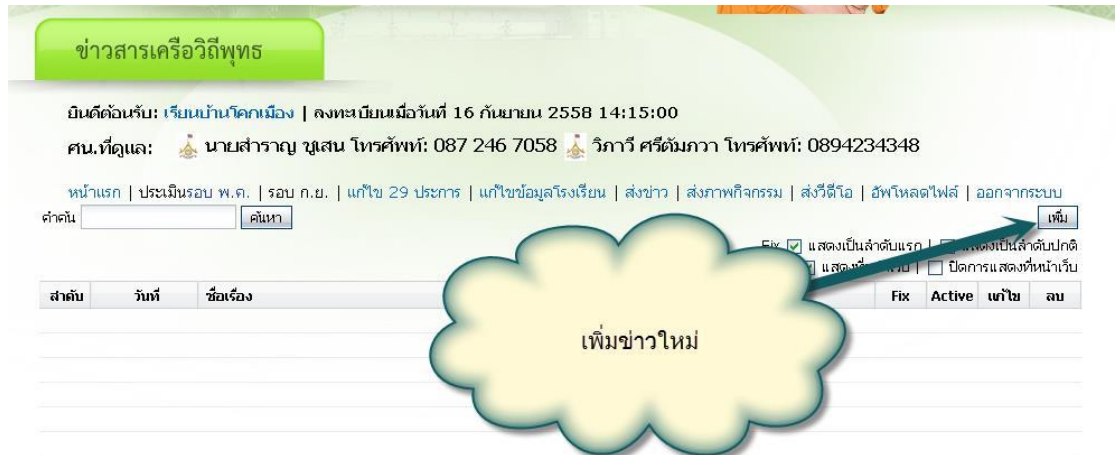 ข่าวสารเครือวิถีพุทธ
ยินดีต้อนรับ: เรียนบ้านโคกเมือง | ลงทะเบียนเมื่อวันที่ 16 กันยายน 2558 14:15:00
ศน.ที่ดูแล: นายสำราญ ชูเสน โทรศัพท์: 087 246 7058 วิภาวี ศรีตัมภวา โทรศัพท์: 0894234348
หน้าแรก | ประเมินรอบ พ.ค. | รอบ ก.ย. | แก้ไข 29 ประการ | แก้ไขข้อมูลโรงเรียน | ส่งข่าว | ส่งภาพกิจกรรม | ส่งวีดีโอ | อัพโหลดไฟล์ | ออกจากระบบ
คำค้น ค้นหา เพิ่ม
Fix แสดงเป็นลำดับแรก | แสดงเป็นลำดับปกติ
ปิดการแสดงที่หน้าเว็บ
ลำดับ วันที่ ชื่อเรื่อง Fix Active แก้ไข ลบ
เพิ่มข่าวใหม่